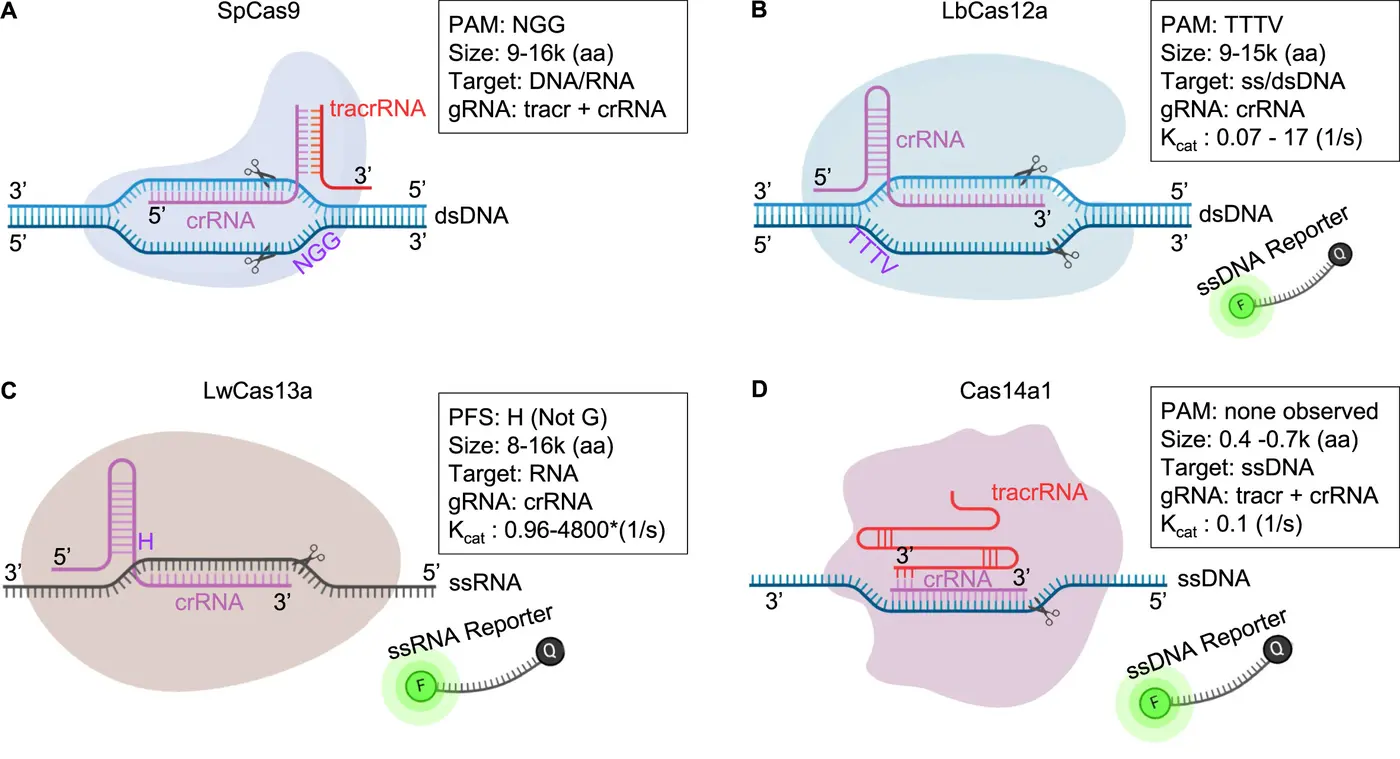 A
SpCas9
PAM: NGG
Size: 9-16k (aa)
Target: DNA/RNA
gRNA: tracr + crRNA
tracrRNA
3’
3’
5’
5’
crRNA
dsDNA
5’
3’
NGG
B
LbCas12a
PAM: TTTV
Size: 9-15k (aa)
Target: ss/dsDNA
gRNA: crRNA
Kcat : 0.07 - 17 (1/s)
crRNA
5’
3’
5’
3’
dsDNA
5’
3’
TTTV
ssDNA Reporter
F
Q
C
LwCas13a
PFS: H (Not G)
Size: 8-16k (aa)
Target: RNA
gRNA: crRNA
Kcat : 0.96-4800*(1/s)
H
5’
3’
5’
ssRNA
crRNA
3’
ssRNA Reporter
F
Q
D
Cas14a1
PAM: none observed
Size: 0.4 -0.7k (aa)
Target: ssDNA
gRNA: tracr + crRNA
Kcat : 0.1 (1/s)
tracrRNA
3’
crRNA
3’
ssDNA
3’
5’
ssDNA Reporter
F
Q